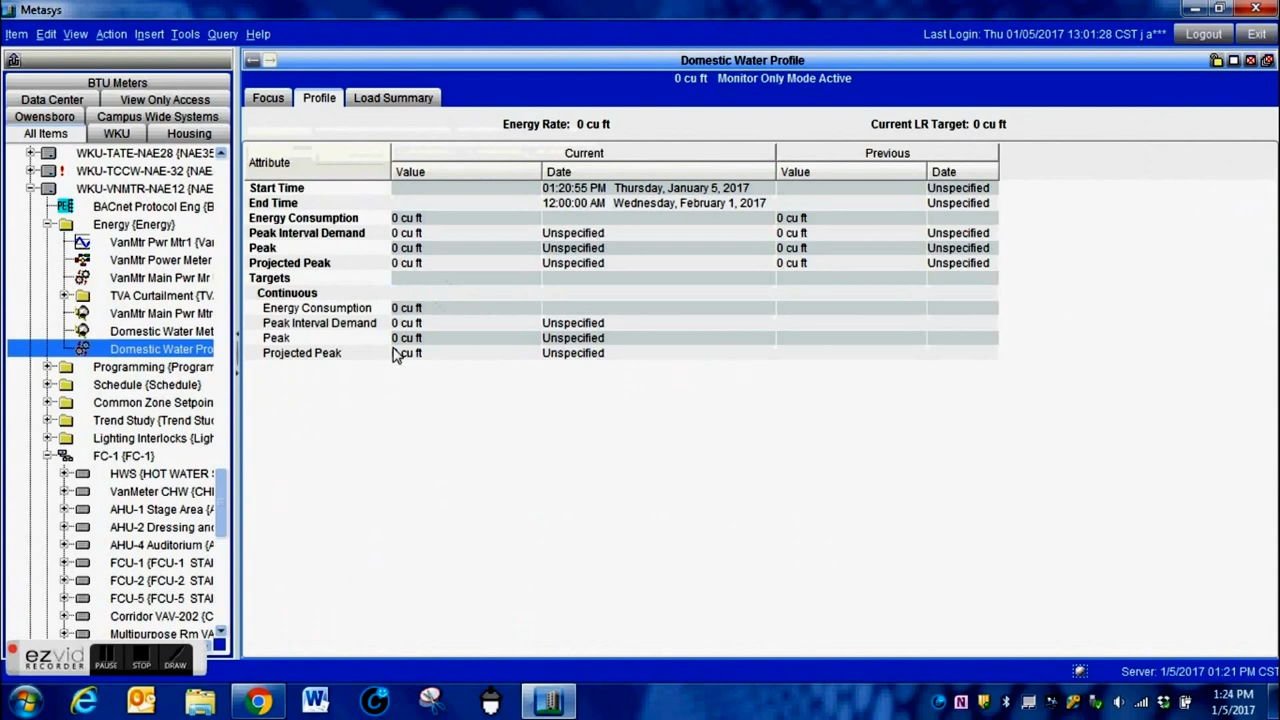 Metasys
Item Edit View Action Insert Tools Query Help
Last Login: Thu 01/05/2017 13:01:28 CST j a*** Logout Exit
BTU Meters
Data Center View Only Access
Owensboro Campus Wide Systems
All Items WKU Housing
WKU-TATE-NAE28 {NAE35
WKU-TCCW-NAE-32 {NAE
WKU-VNMTR-NAE12 {NAE
BACnet Protocol Eng {B
Energy {Energy}
VanMtr Pwr Mtr1 {Va
VanMtr Power Meter
VanMtr Main Pwr Mr
TVA Curtailment {TV
VanMtr Main Pwr Mtr
Domestic Water Met
Domestic Water Pro
Programming {Program
Schedule {Schedule}
Common Zone Setpoin
Trend Study {Trend Stu
Lighting Interlocks {Ligh
FC-1 {FC-1}
HWS {HOT WATER
VanMeter CHW {CH
AHU-1 Stage Area {A
AHU-2 Dressing and
AHU-4 Auditorium {A
FCU-1 {FCU-1 STAI
FCU-2 {FCU-2 STAI
FCU-5 {FCU-5 STAI
Corridor VAV-202 {C
Multipurpose Rm VA
Domestic Water Profile
0 cu ft Monitor Only Mode Active
Focus Profile Load Summary
Energy Rate: 0 cu ft Current LR Target: 0 cu ft
Attribute Current Previous
Value Date Value Date
Start Time 01:20:55 PM Thursday, January 5, 2017 Unspecified
End Time 12:00:00 AM Wednesday, February 1, 2017 Unspecified
Energy Consumption 0 cu ft 0 cu ft
Peak Interval Demand 0 cu ft Unspecified 0 cu ft Unspecified
Peak 0 cu ft Unspecified 0 cu ft Unspecified
Projected Peak 0 cu ft Unspecified 0 cu ft Unspecified
Targets
Continuous
Energy Consumption 0 cu ft
Peak Interval Demand 0 cu ft Unspecified
Peak 0 cu ft Unspecified
Projected Peak 0 cu ft Unspecified
ezvid
RECORDER
PAUSE STOP DRAW
Server: 1/5/2017 01:21 PM CST
1:24 PM
1/5/2017